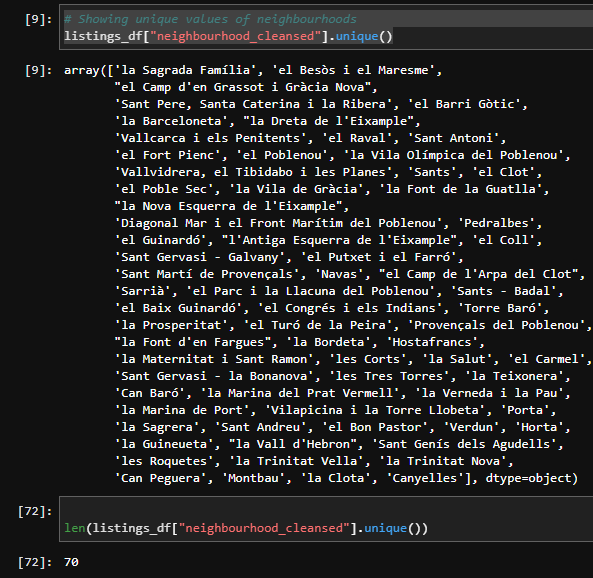 [9]: # Showing unique values of neighbourhoods
listings_df["neighbourhood_cleansed"].unique()
[9]: array(['la Sagrada Família', 'el Besòs i el Maresme',
"el Camp d'en Grassot i Gràcia Nova",
'Sant Pere, Santa Caterina i la Ribera', 'el Barri Gòtic',
'la Barceloneta', "la Dreta de l'Eixample",
'Vallcarca i els Penitents', 'el Raval', 'Sant Antoni',
'el Fort Pienc', 'el Poblenou', 'la Vila Olímpica del Poblenou',
'Vallvidrera, el Tibidabo i les Planes', 'Sants', 'el Clot',
'el Poble Sec', 'la Vila de Gràcia', 'la Font de la Guatlla',
"la Nova Esquerra de l'Eixample",
'Diagonal Mar i el Front Marítim del Poblenou', 'Pedralbes',
'el Guinardó', "l'Antiga Esquerra de l'Eixample", 'el Coll',
'Sant Gervasi - Galvany', 'el Putxet i el Farró',
'Sant Martí de Provençals', 'Navas', "el Camp de l'Arpa del Clot",
'Sarrià', 'el Parc i la Llacuna del Poblenou', 'Sants - Badal',
'el Baix Guinardó', 'el Congrés i els Indians', 'Torre Baró',
'la Prosperitat', 'el Turó de la Peira', 'Provençals del Poblenou',
"la Font d'en Fargues", 'la Bordeta', 'Hostafrancs',
'la Maternitat i Sant Ramon', 'les Corts', 'la Salut', 'el Carmel',
'Sant Gervasi - la Bonanova', 'les Tres Torres', 'la Teixonera',
'Can Baró', 'la Marina del Prat Vermell', 'la Verneda i la Pau',
'la Marina de Port', 'Vilapicina i la Torre Llobeta', 'Porta',
'la Sagrera', 'Sant Andreu', 'el Bon Pastor', 'Verdun', 'Horta',
'la Guineueta', "la Vall d'Hebron", 'Sant Genís dels Agudells',
'les Roquetes', 'la Trinitat Vella', 'la Trinitat Nova',
'Can Peguera', 'Montbau', 'la Clota', 'Canyelles'], dtype=object)
[72]:
len(listings_df["neighbourhood_cleansed"].unique())
[72]: 70